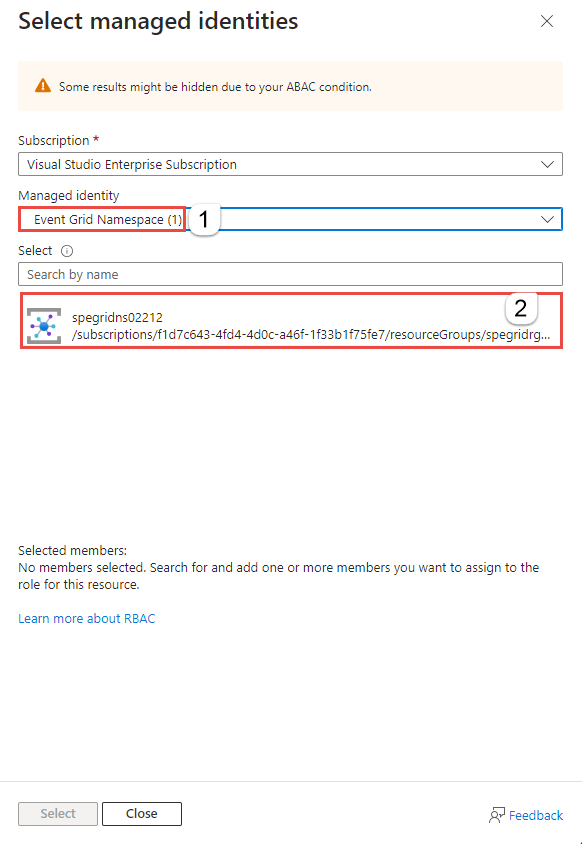 Select managed identities
Some results might be hidden due to your ABAC condition.
Subscription *
Visual Studio Enterprise Subscription
Managed identity
Event Grid Namespace (1)
1
Select
Search by name
2
spegridns02212
/subscriptions/f1d7c643-4fd4-4d0c-a46f-1f33b1f75fe7/resourceGroups/spegridrg...
Selected members:
No members selected. Search for and add one or more members you want to assign to the
role for this resource.
Learn more about RBAC
Select
Close
Feedback